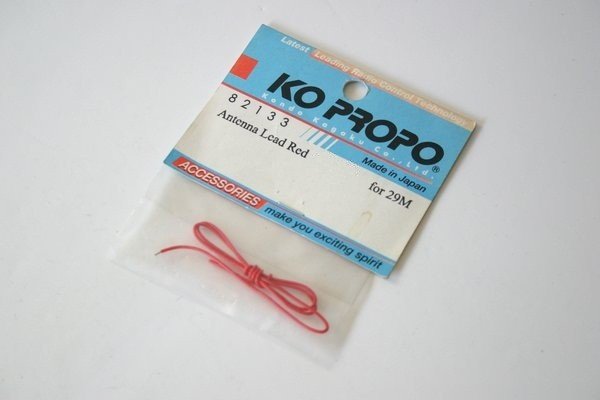 Latest Leading Radio Control Technology
KO PROPO®
Kondo Kagaku Co.,Ltd.
82133
Made in Japan
Antenna Lead Red
for 29M
ACCESSORIES make you exciting spirit